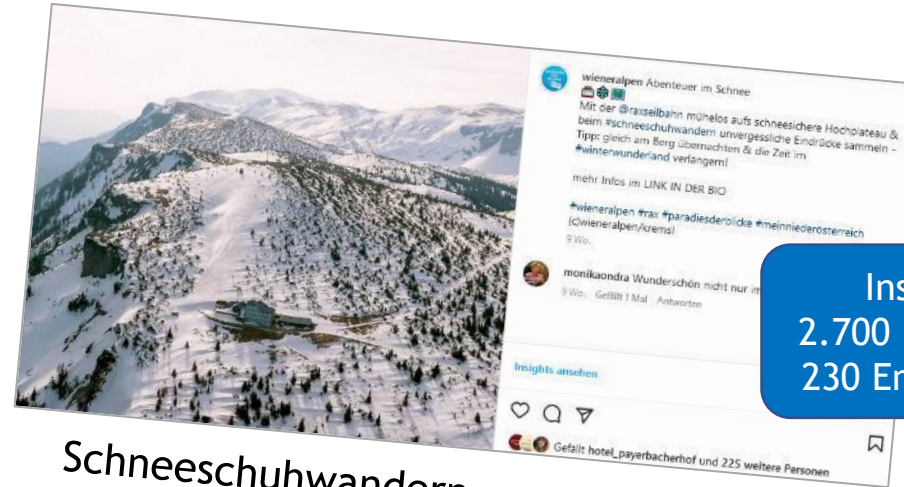 wieneralpen Abenteuer im Schnee
Mit der @raxseilbahn mühelos aufs schneesichere Hochplateau &
beim #schneeschuhwandern unvergessliche Eindrücke sammeln -
Tipp: gleich am Berg übernachten & die Zeit im
#winterwunderland verlängern!
mehr Infos im LINK IN DER BIO
#wieneralpen #rax #paradiesderblicke #meinniederösterreich
(c)wieneralpen/kremsl
9 Wo.
monikaondra Wunderschön nicht nur im
9 Wo. Gefällt 1 Mal Antworten
Ins
2.700
230 En
Insights ansehen
Gefällt hotel_payerbacherhof und 225 weitere Personen
Schneeschuhwandern